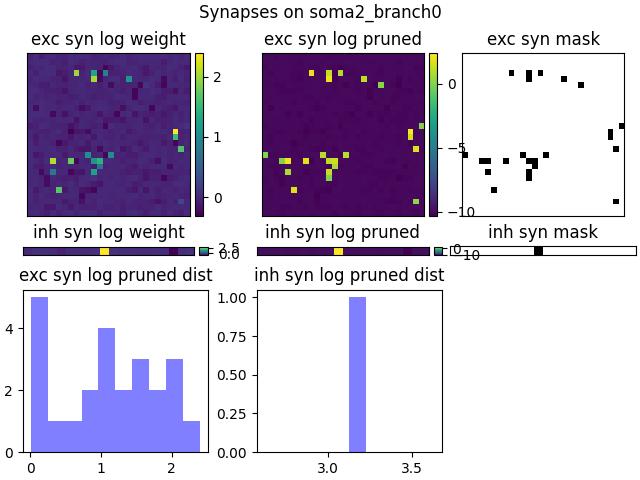 Synapses on soma2_branch0
exc syn log weight
exc syn log pruned
exc syn mask
2
1
0
0
−5
−10
inh syn log weight
inh syn log pruned
inh syn mask
2.5
0.0
0
10
exc syn log pruned dist
inh syn log pruned dist
4
2
0
0
1
2
1.00
0.75
0.50
0.25
0.00
3.0
3.5